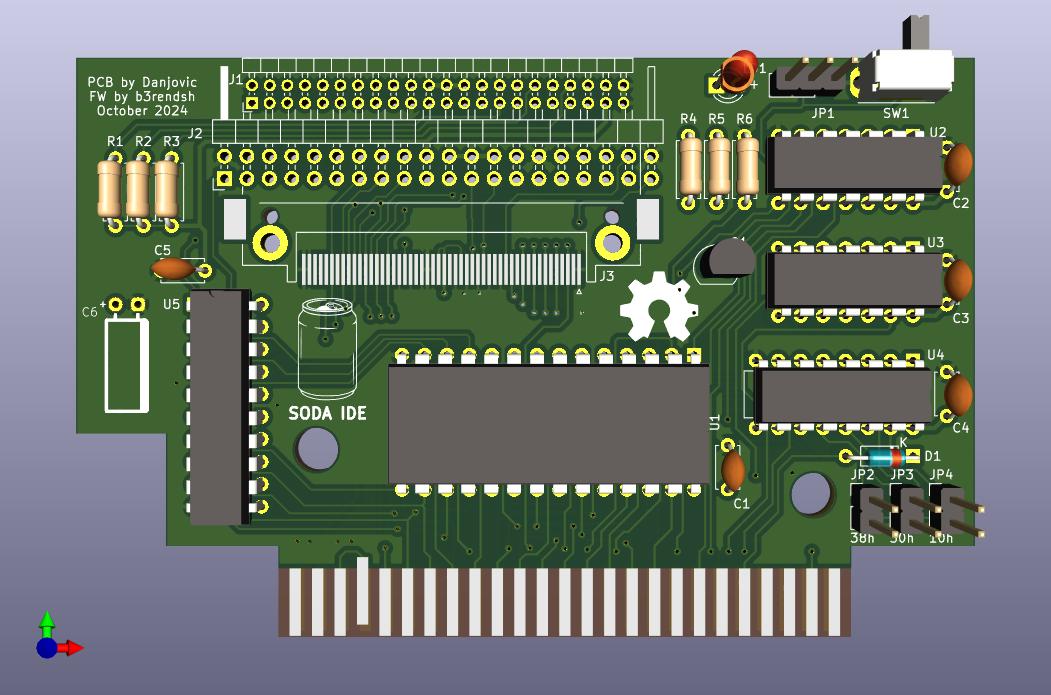 PCB by Danjovic
FW by b3rendsh
October 2024
J1
J2
R1 R2 R3
R4 R5 R6
JP1
SW1
U2
C2
C5
C6 +
U5
J3
U3
C3
U4
C4
SODA IDE
U1
C1
K
D1
JP2 JP3 JP4
38h 30h 10h